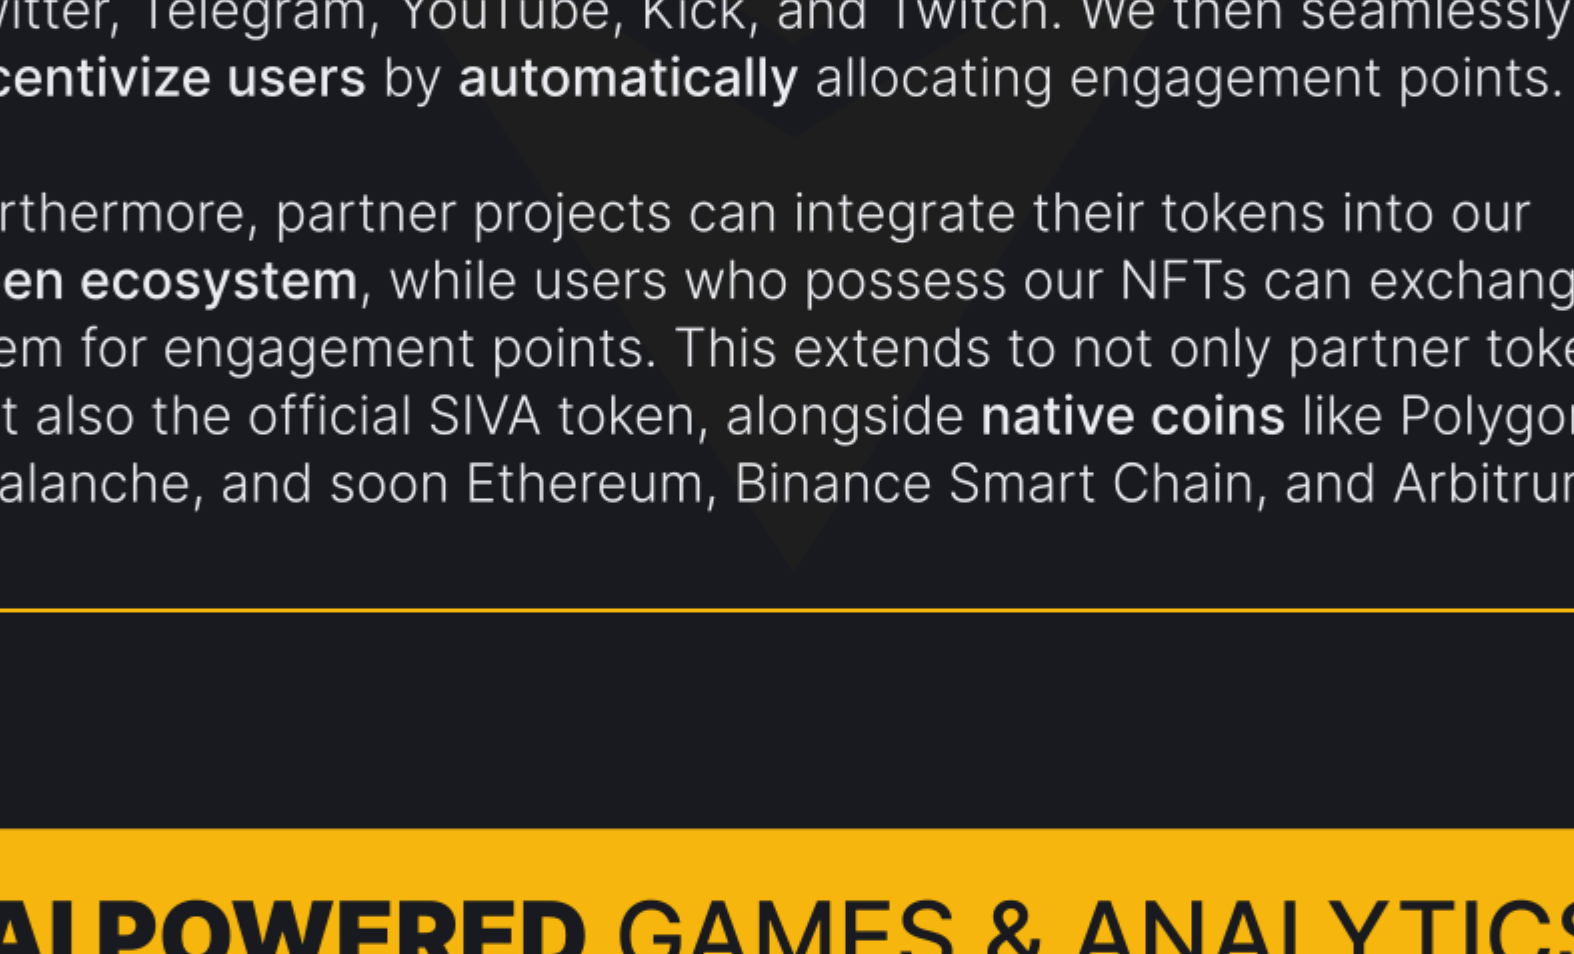 witter, Telegram, YouTube, Kick, and Twitch. We then seamlessly
centivize users by automatically allocating engagement points.
rthermore, partner projects can integrate their tokens into our
en ecosystem, while users who possess our NFTs can exchang
em for engagement points. This extends to not only partner toke
t also the official SIVA token, alongside native coins like Polygon
alanche, and soon Ethereum, Binance Smart Chain, and Arbitrum
AI POWERED GAMES & ANALYTICS